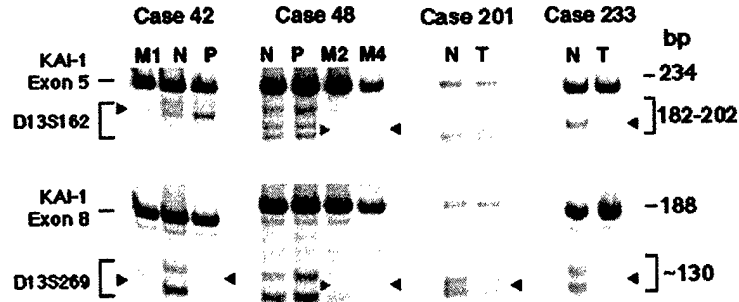 Case 42 Case 48 Case 201 Case 233
KAI-1 M1 N P N P M2 M4 N T N T bp
Exon 5 234
D13S162 182-202
KAI-1
Exon 8 188
D13S269 ~130